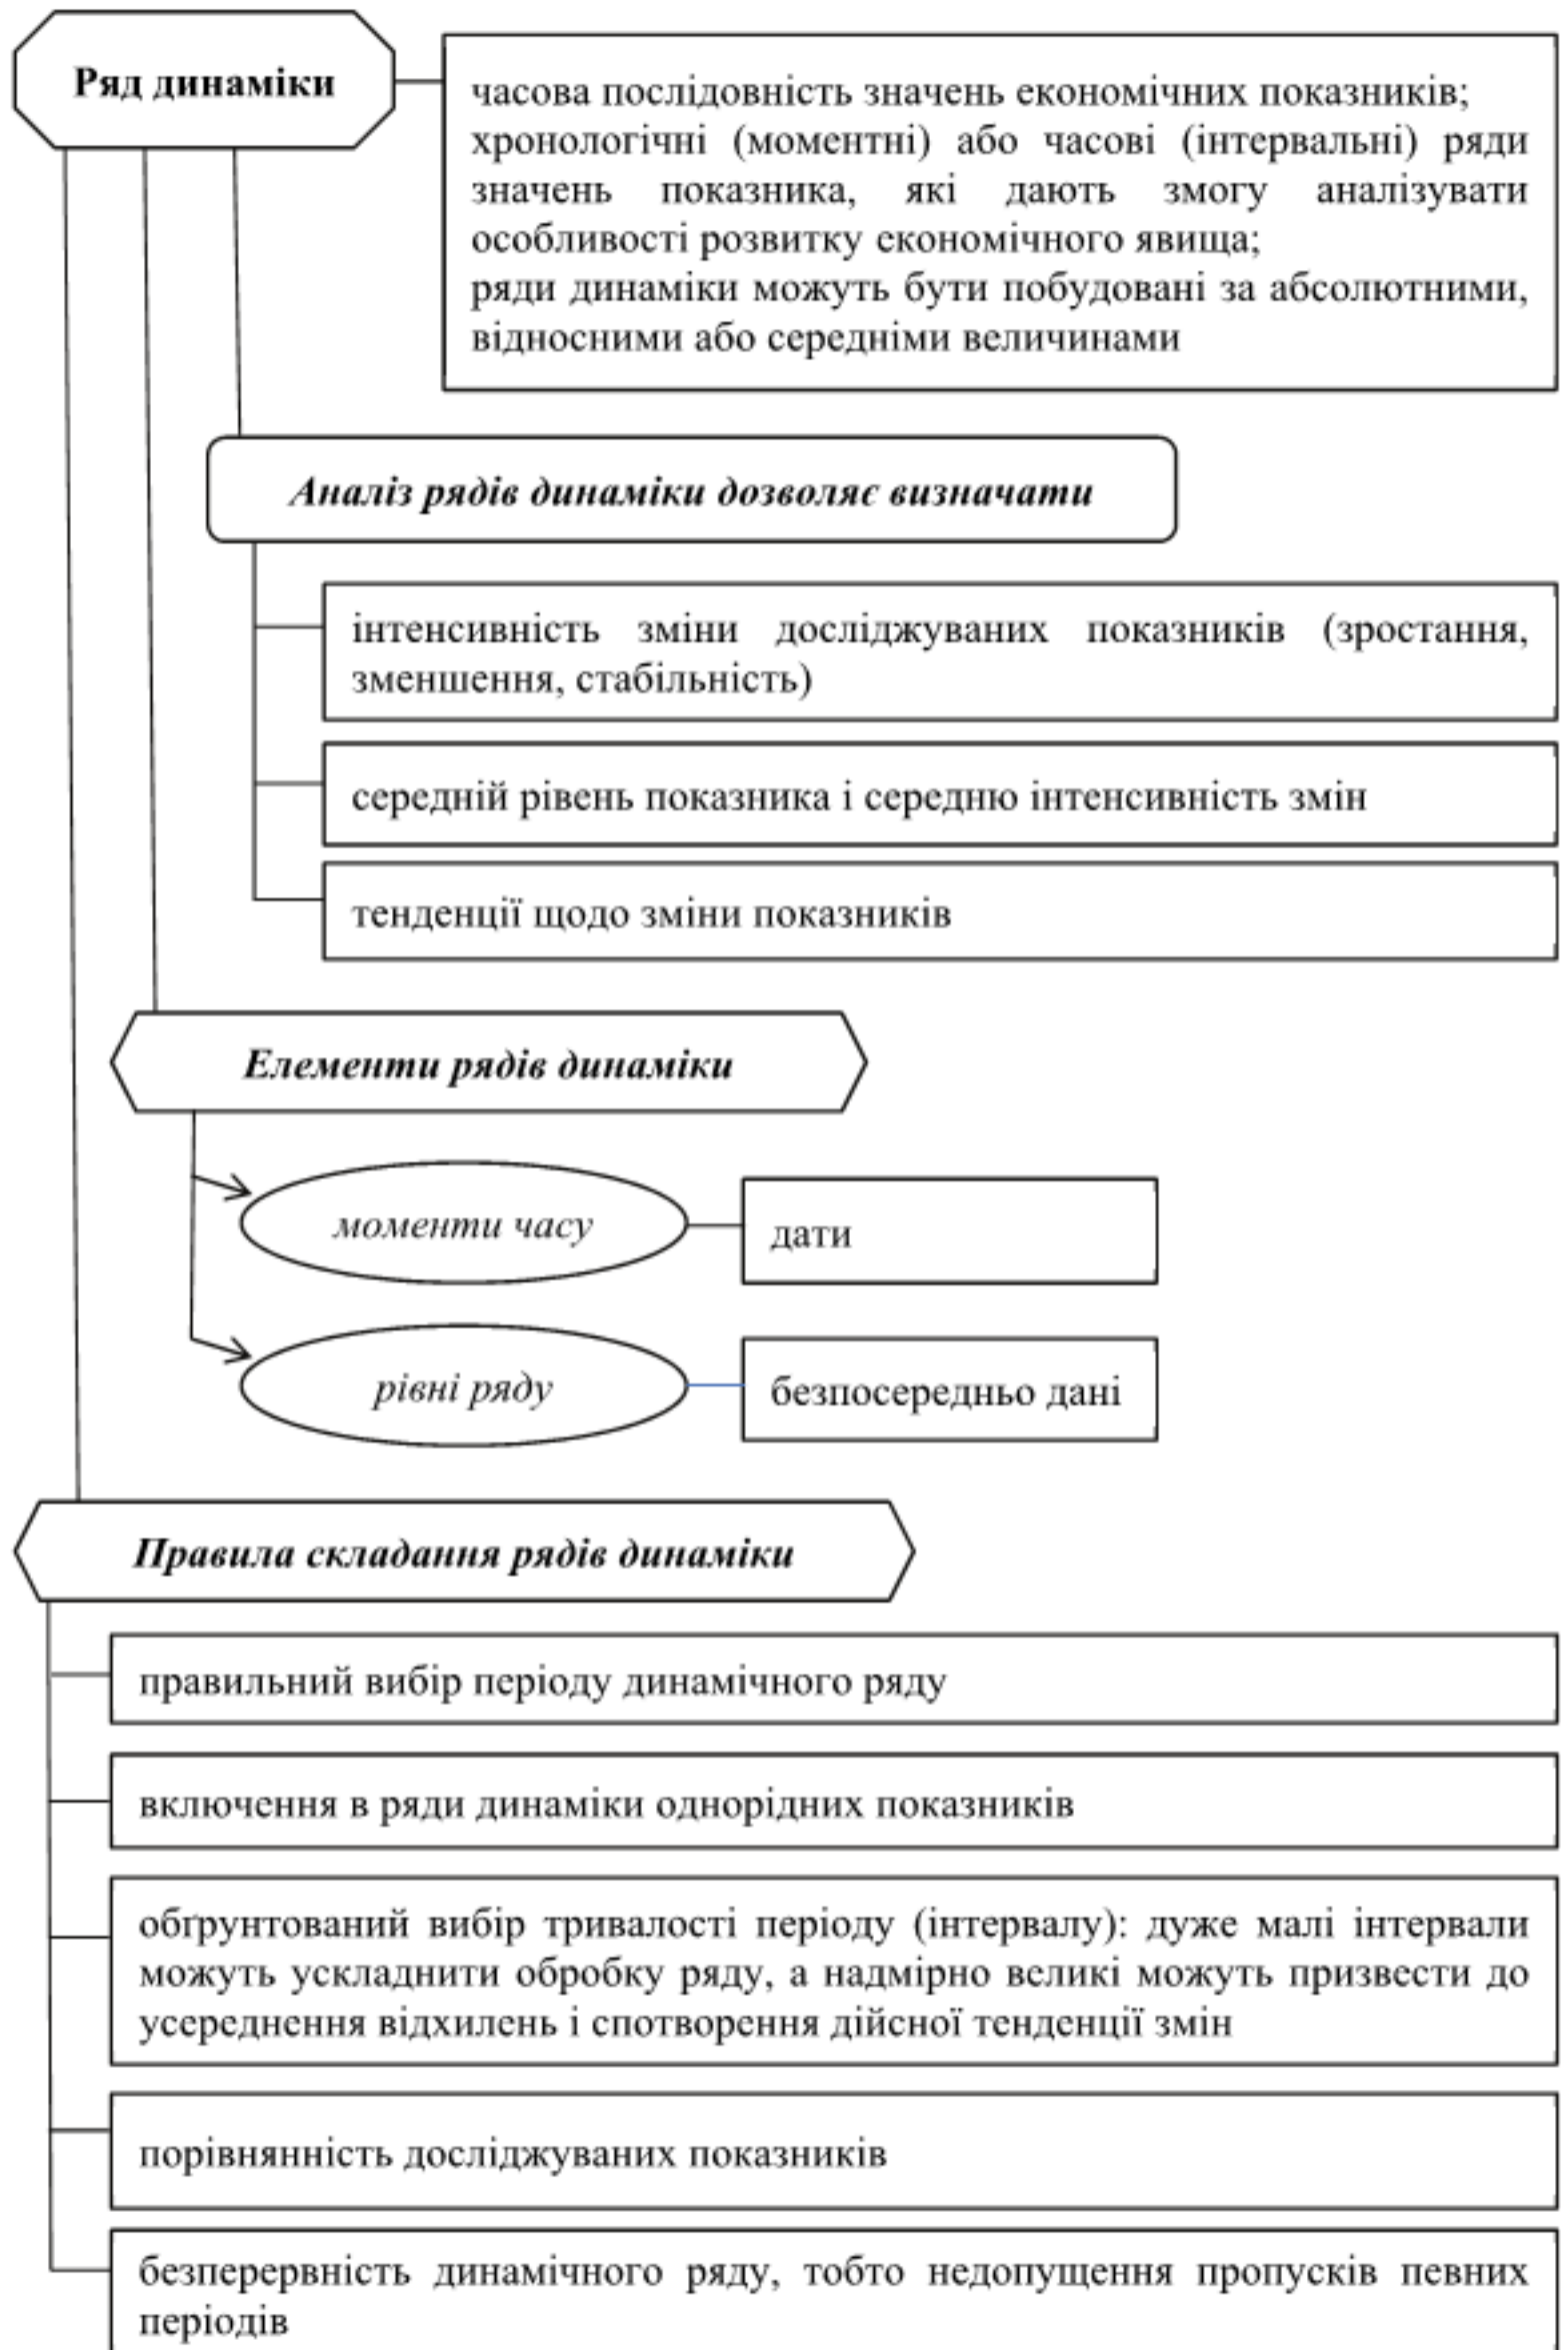 Ряд динаміки
часова послідовність значень економічних показників;
хронологічні (моментні) або часові (інтервальні) ряди
значень показника, які дають змогу аналізувати
особливості розвитку економічного явища;
ряди динаміки можуть бути побудовані за абсолютними,
відносними або середніми величинами
Аналіз рядів динаміки дозволяє визначати
інтенсивність зміни досліджуваних показників (зростання,
зменшення, стабільність)
середній рівень показника і середню інтенсивність змін
тенденції щодо зміни показників
Елементи рядів динаміки
моменти часу
дати
рівні ряду
безпосередньо дані
Правила складання рядів динаміки
правильний вибір періоду динамічного ряду
включення в ряди динаміки однорідних показників
обґрунтований вибір тривалості періоду (інтервалу): дуже малі інтервали
можуть ускладнити обробку ряду, а надмірно великі можуть призвести до
усереднення відхилень і спотворення дійсної тенденції змін
порівнянність досліджуваних показників
безперервність динамічного ряду, тобто недопущення пропусків певних
періодів